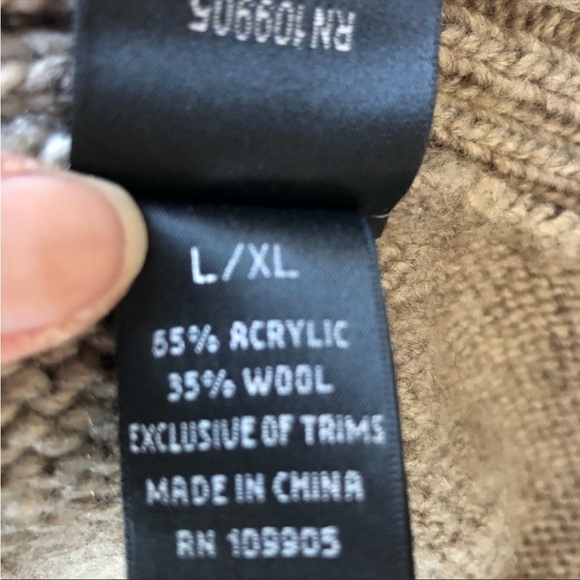 RN 109905
L/XL
65% ACRYLIC
35% WOOL
EXCLUSIVE OF TRIMS
MADE IN CHINA
RN 109905